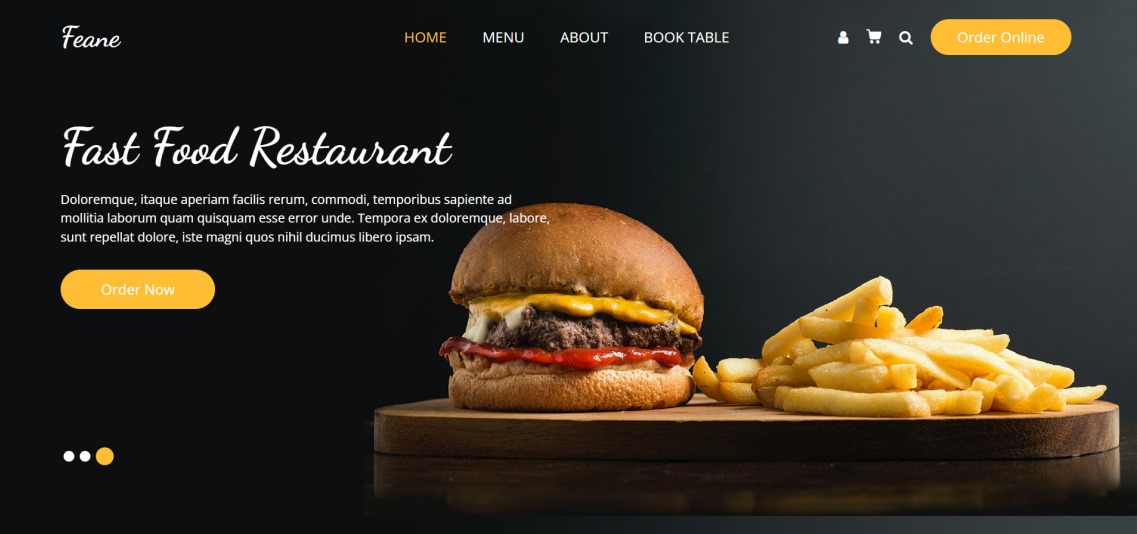 Feane
HOME MENU ABOUT BOOK TABLE
Order Online
Fast Food Restaurant
Doloremque, itaque aperiam facilis rerum, commodi, temporibus sapiente ad
mollitia laborum quam quisquam esse error unde. Tempora ex doloremque, labore,
sunt repellat dolore, iste magni quos nihil ducimus libero ipsam.
Order Now